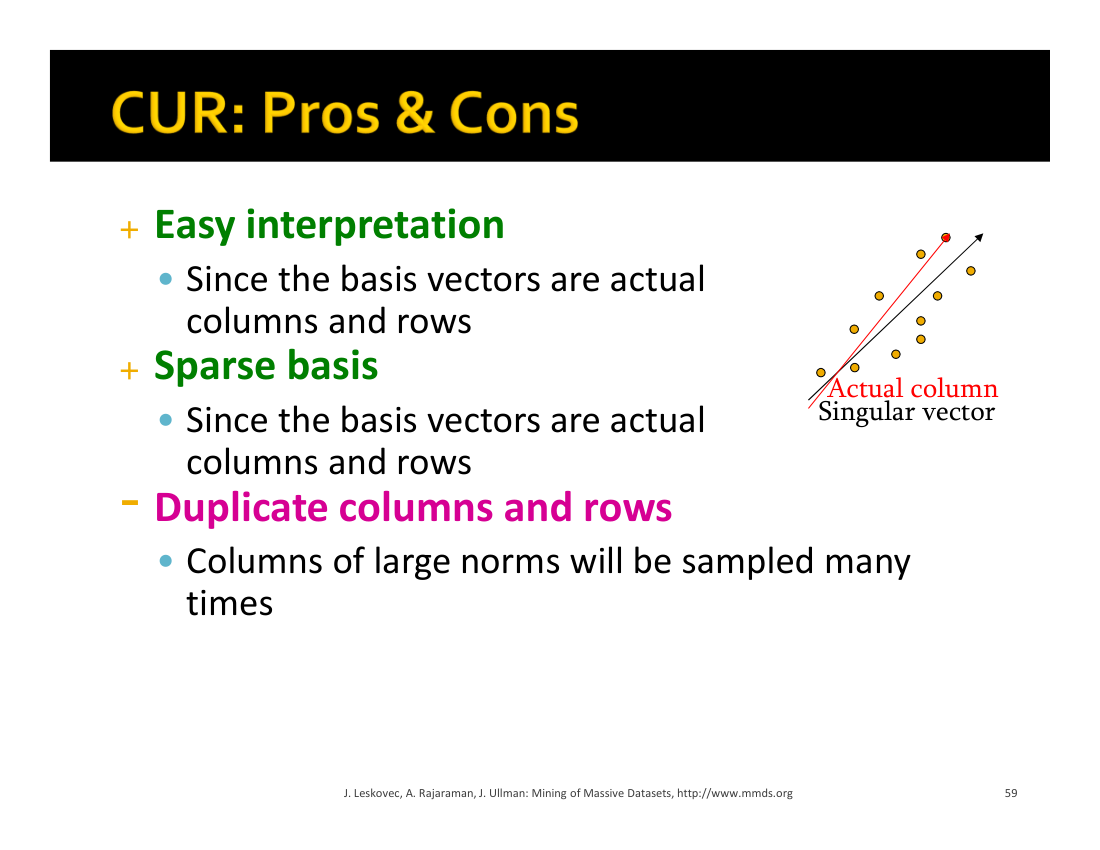 CUR: Pros & Cons
+ Easy interpretation
• Since the basis vectors are actual
columns and rows
+ Sparse basis
• Since the basis vectors are actual
columns and rows
- Duplicate columns and rows
• Columns of large norms will be sampled many
times
Actual column
Singular vector
J. Leskovec, A. Rajaraman, J. Ullman: Mining of Massive Datasets, http://www.mmds.org
59